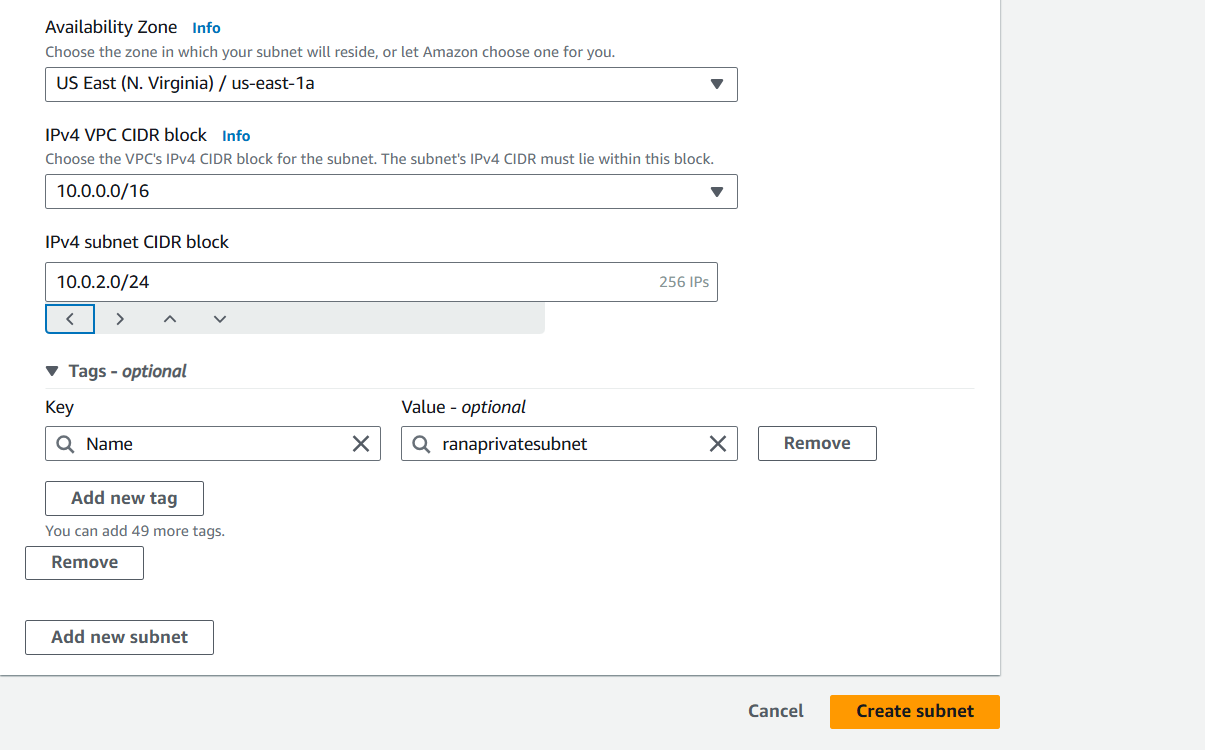 Availability Zone Info
Choose the zone in which your subnet will reside, or let Amazon choose one for you.
US East (N. Virginia) / us-east-1a
IPv4 VPC CIDR block Info
Choose the VPC's IPv4 CIDR block for the subnet. The subnet's IPv4 CIDR must lie within this block.
10.0.0.0/16
IPv4 subnet CIDR block
10.0.2.0/24 256 IPs
Tags - optional
Key Value - optional
Name ranaprivatesubnet Remove
Add new tag
You can add 49 more tags.
Remove
Add new subnet
Cancel Create subnet